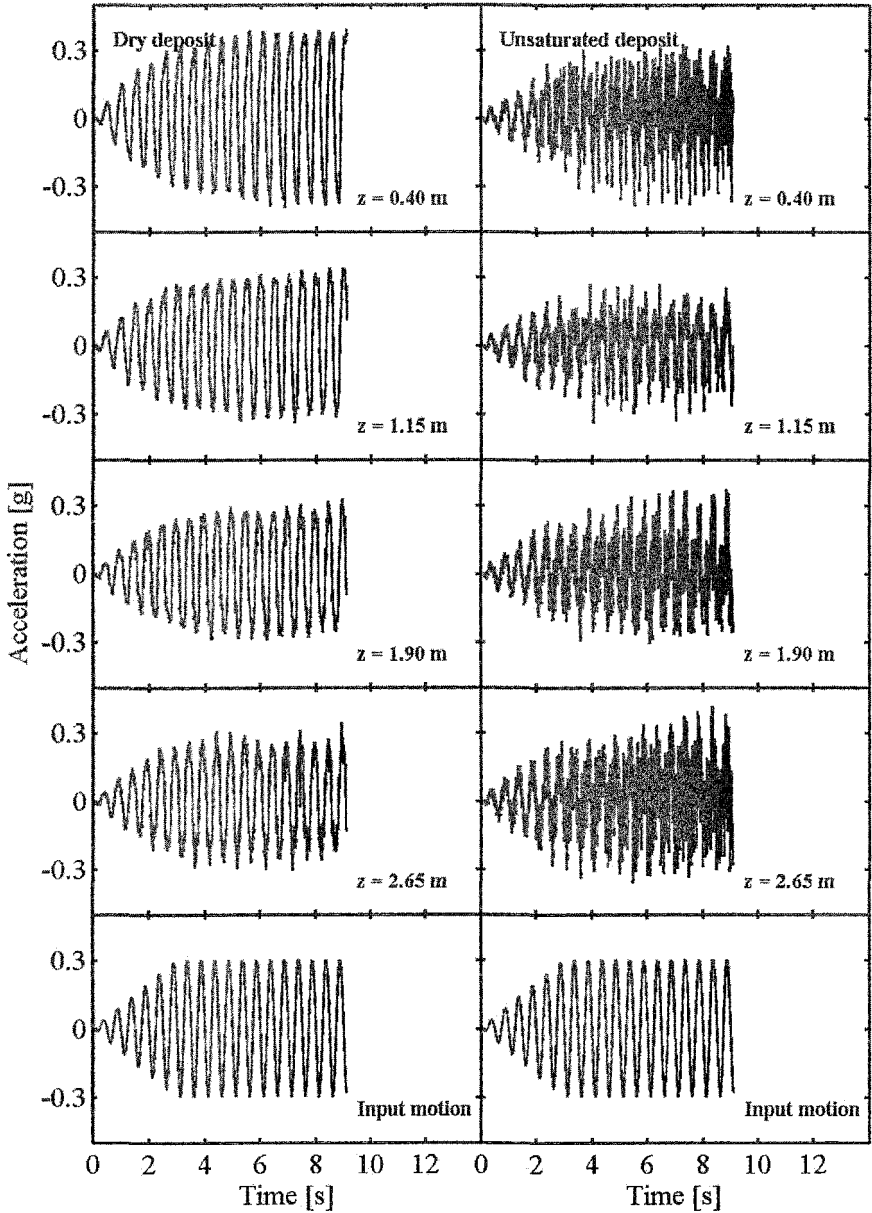 Dry deposit
Unsaturated deposit
0.3
0
-0.3
z = 0.40 m
z = 0.40 m
0.3
0
-0.3
z = 1.15 m
z = 1.15 m
Acceleration [g]
0.3
0
-0.3
z = 1.90 m
z = 1.90 m
0.3
0
-0.3
z = 2.65 m
z = 2.65 m
0.3
0
-0.3
Input motion
Input motion
0 2 4 6 8 10 12 0 2 4 6 8 10 12
Time [s] Time [s]